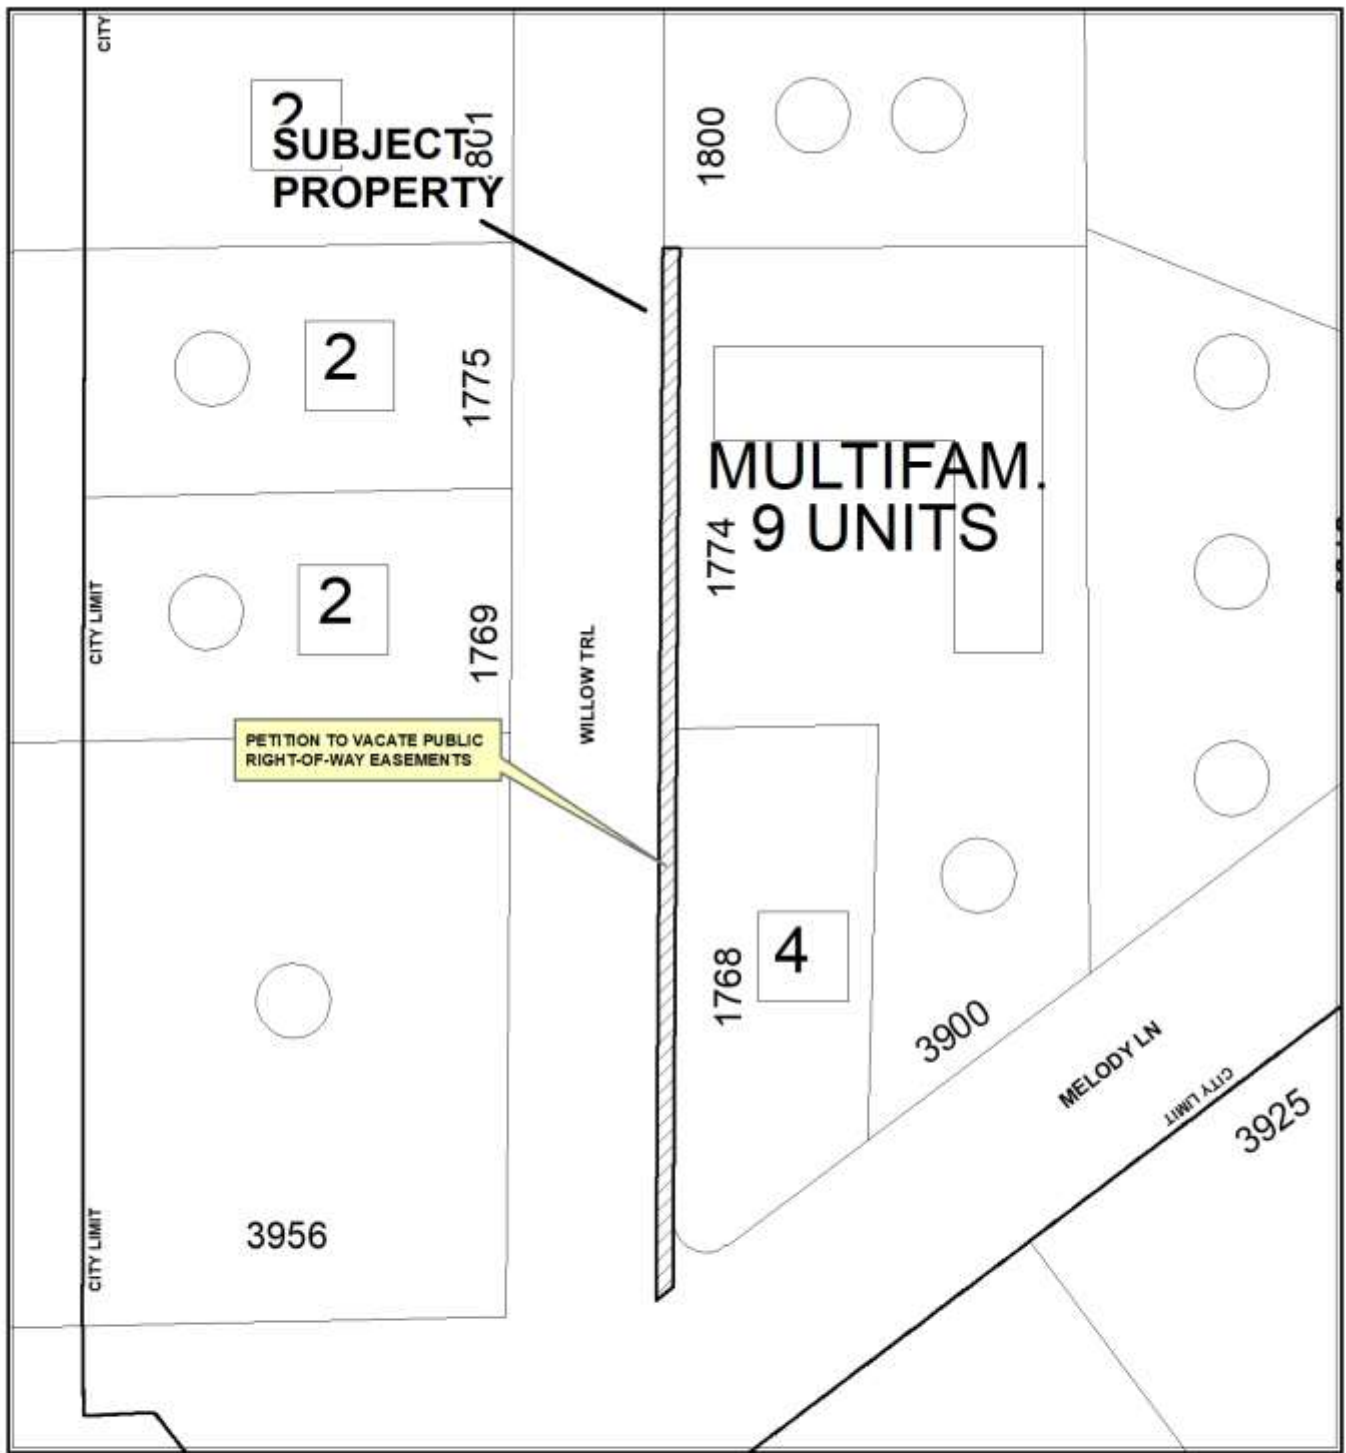 CITY
2
SUBJECT
PROPERTY
1800
2
1775
MULTIFAM.
9 UNITS
1774
CITY LIMIT
2
1769
WILLOW TRL
PETITION TO VACATE PUBLIC
RIGHT-OF-WAY EASEMENTS
1768
4
3900
MELODY LN
CITY LIMIT
3925
CITY LIMIT
3956